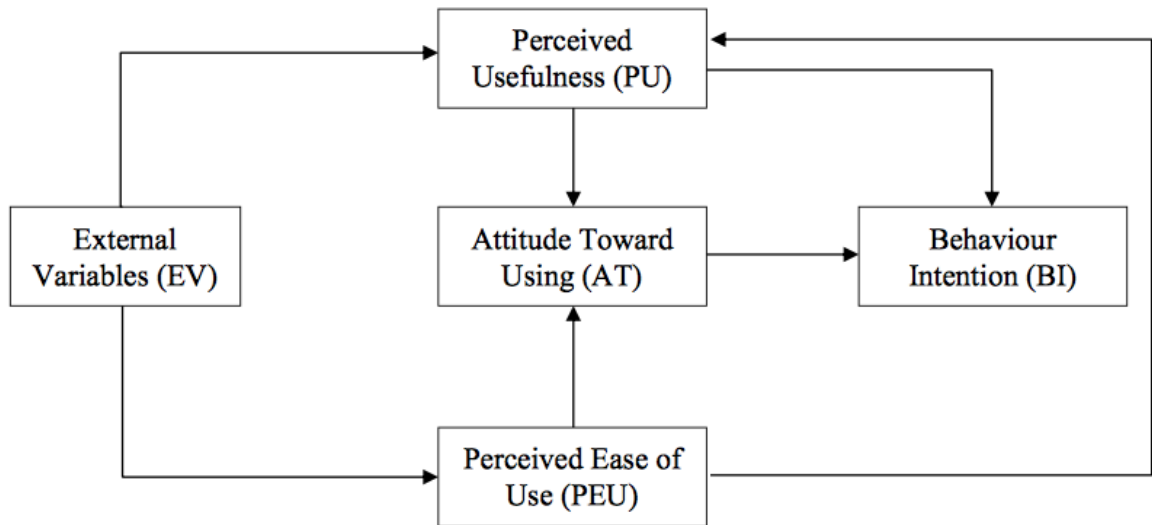 Perceived
Usefulness (PU)
External
Variables (EV)
Attitude Toward
Using (AT)
Behaviour
Intention (BI)
Perceived Ease of
Use (PEU)